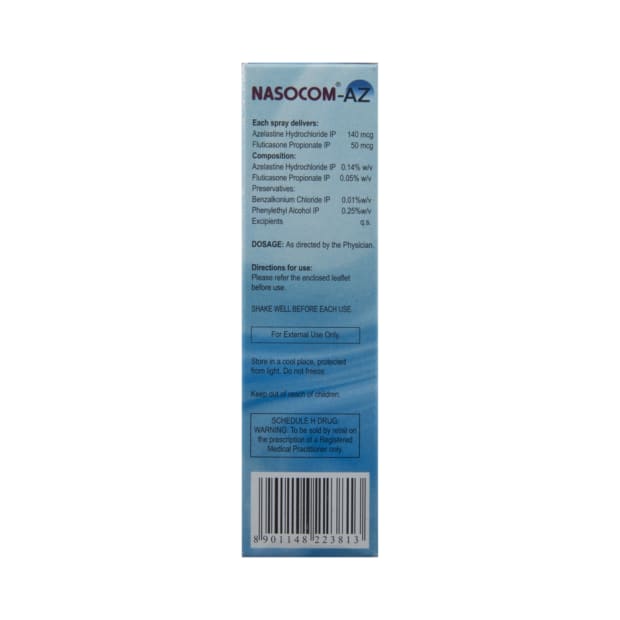 NASOCOM®-AZ
Each spray delivers:
Azelastine Hydrochloride IP 140 mcg
Fluticasone Propionate IP 50 mcg
Composition:
Azelastine Hydrochloride IP 0.14% w/v
Fluticasone Propionate IP 0.05% w/v
Preservatives:
Benzalkonium Chloride IP 0.01%w/v
Phenylethyl Alcohol IP 0.25%w/v
Excipients q.s.
DOSAGE: As directed by the Physician.
Directions for use:
Please refer the enclosed leaflet
before use.
SHAKE WELL BEFORE EACH USE.
For External Use Only.
Store in a cool place, protected
from light. Do not freeze.
Keep out of reach of children.
SCHEDULE H DRUG:
WARNING: To be sold by retail on
the prescription of a Registered
Medical Practitioner only.
8 901148 223813